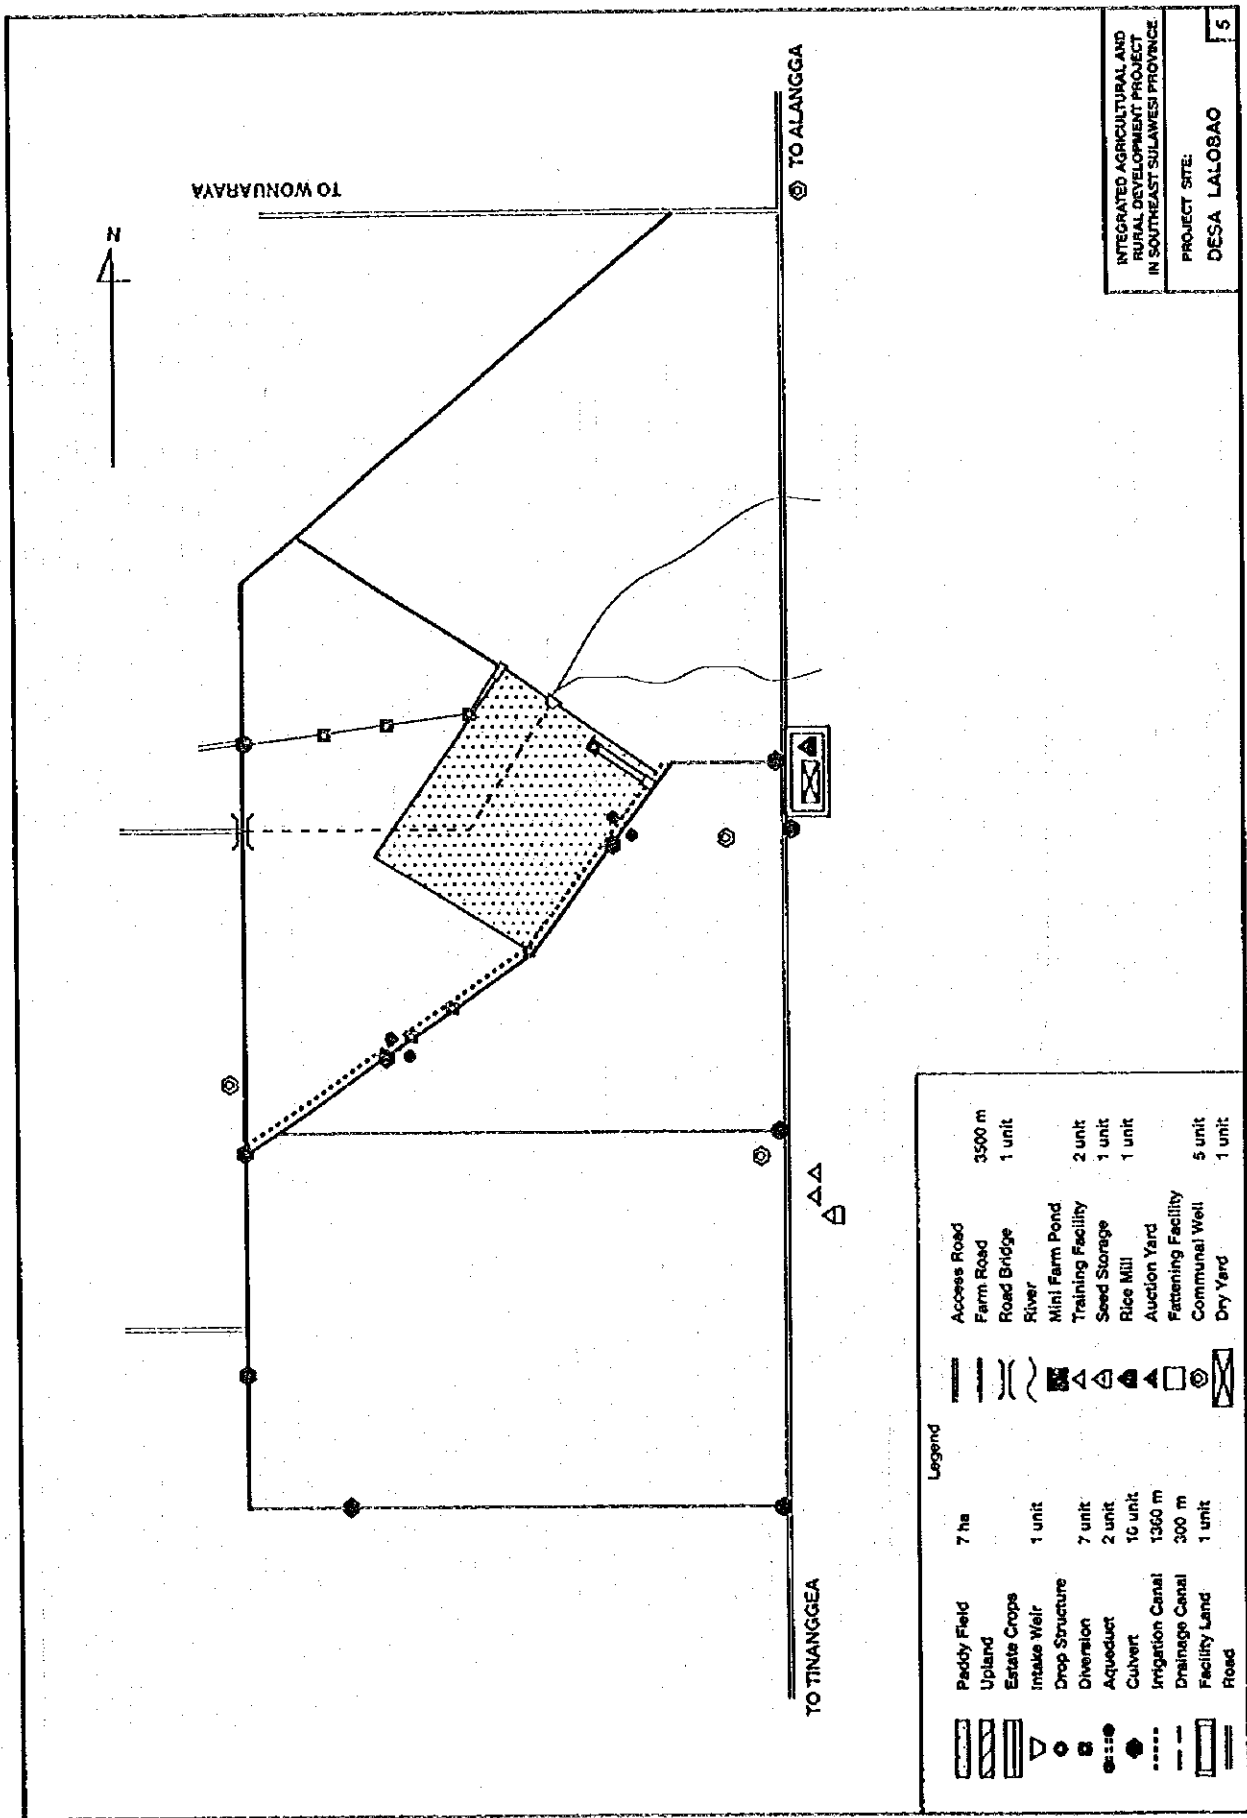 N
TO WONUARAYA
TO ALANGGA
TO TINANGGEA
Legend
Paddy Field 7 ha
Upland
Estate Crops
Intake Weir 1 unit
Drop Structure
Diversion 7 unit
Aqueduct 2 unit
Culvert 10 unit
Irrigation Canal 1360 m
Drainage Canal 300 m
Facility Land 1 unit
Road
Access Road
Farm Road 3500 m
Road Bridge 1 unit
River
Mini Farm Pond
Training Facility 2 unit
Seed Storage 1 unit
Rice Mill 1 unit
Auction Yard
Fattening Facility
Communal Well 5 unit
Dry Yard 1 unit
INTEGRATED AGRICULTURAL AND
RURAL DEVELOPMENT PROJECT
IN SOUTHEAST SULAWESI PROVINCE
PROJECT SITE:
DESA LALOBAO
5